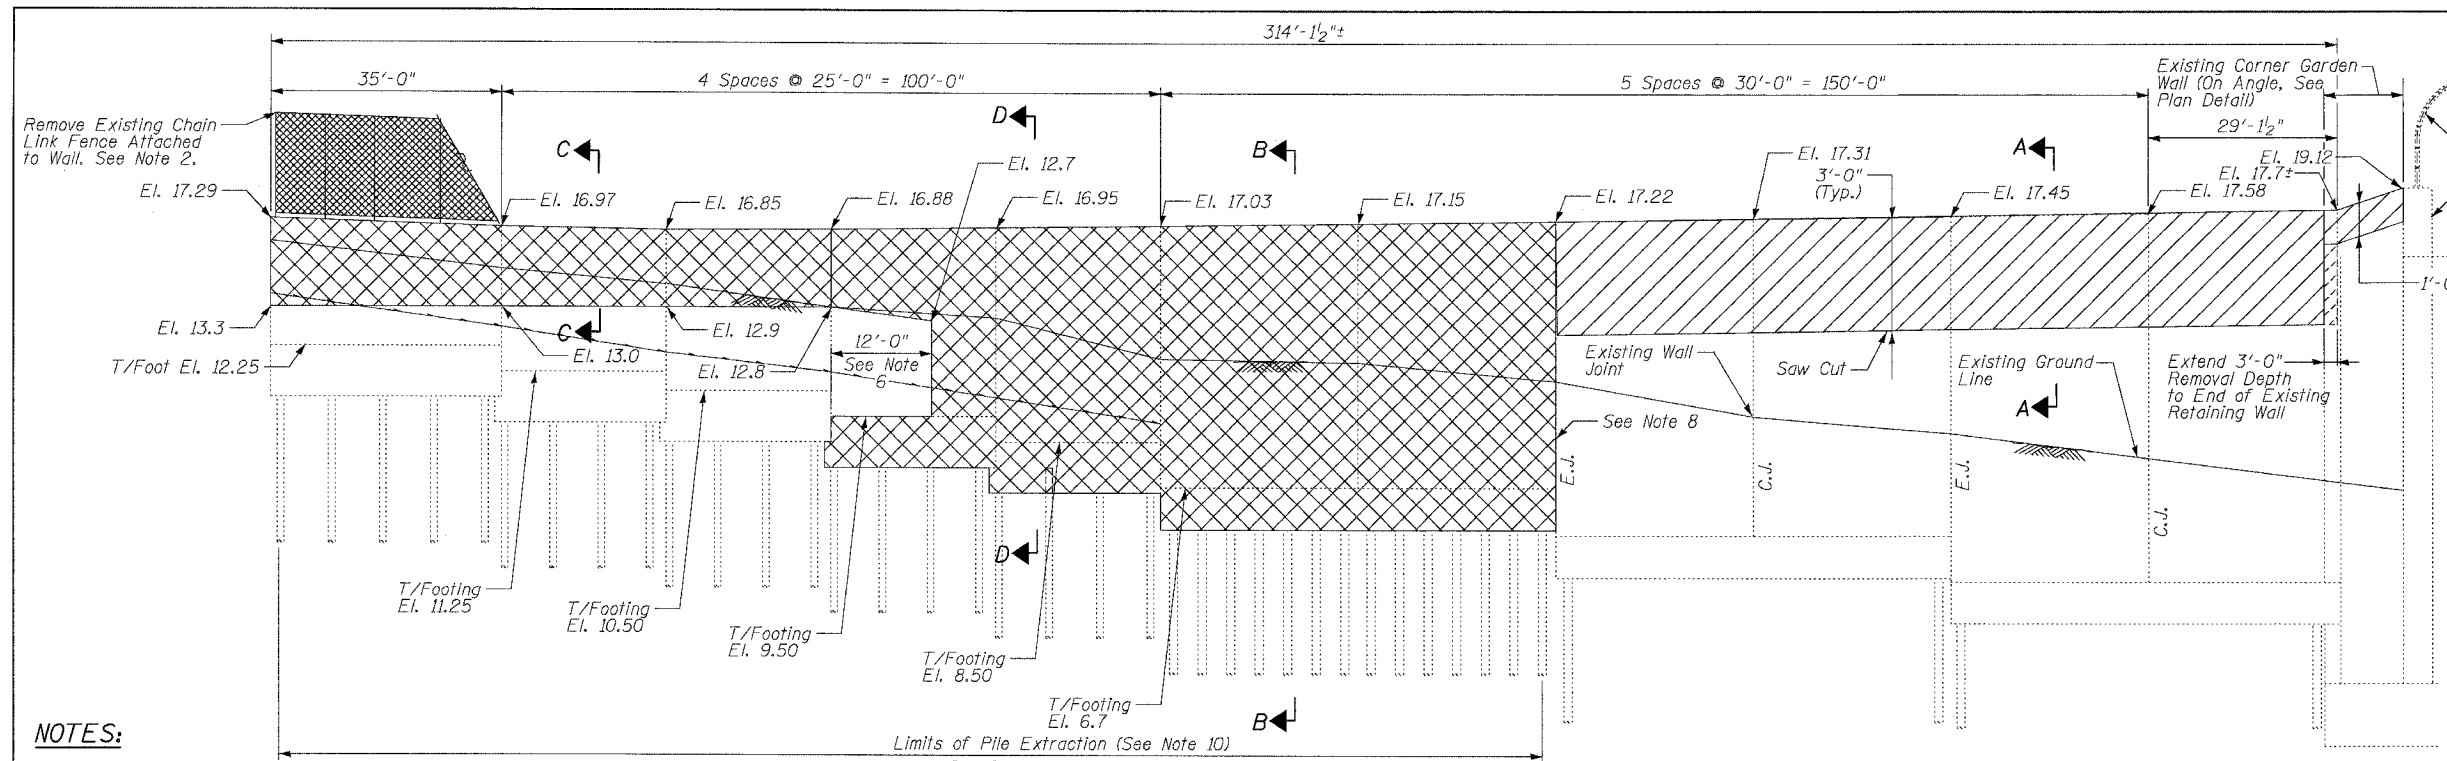 314'-1½"±
35'-0"
4 Spaces @ 25'-0" = 100'-0"
5 Spaces @ 30'-0" = 150'-0"
Existing Corner Garden
Wall (On Angle, See
Plan Detail)
29'-1½"
Remove Existing Chain
Link Fence Attached
to Wall. See Note 2.
C
D
B
A
El. 17.29
El. 16.97
El. 16.85
El. 16.88
El. 12.7
El. 16.95
El. 17.03
El. 17.15
El. 17.22
El. 17.31
3'-0"
(Typ.)
El. 17.45
El. 19.12
El. 17.7±
El. 17.58
El. 13.3
C
El. 12.9
El. 13.0
El. 12.8
12'-0"
See Note
6
T/Foot El. 12.25
Existing Wall
Joint
Saw Cut
Existing Ground
Line
Extend 3'-0"
Removal Depth
to End of Existing
Retaining Wall
A
See Note 8
E.J.
C.J.
E.J.
C.J.
D
T/Footing
El. 11.25
T/Footing
El. 10.50
T/Footing
El. 9.50
T/Footing
El. 8.50
T/Footing
El. 6.7
B
NOTES:
Limits of Pile Extraction (See Note 10)